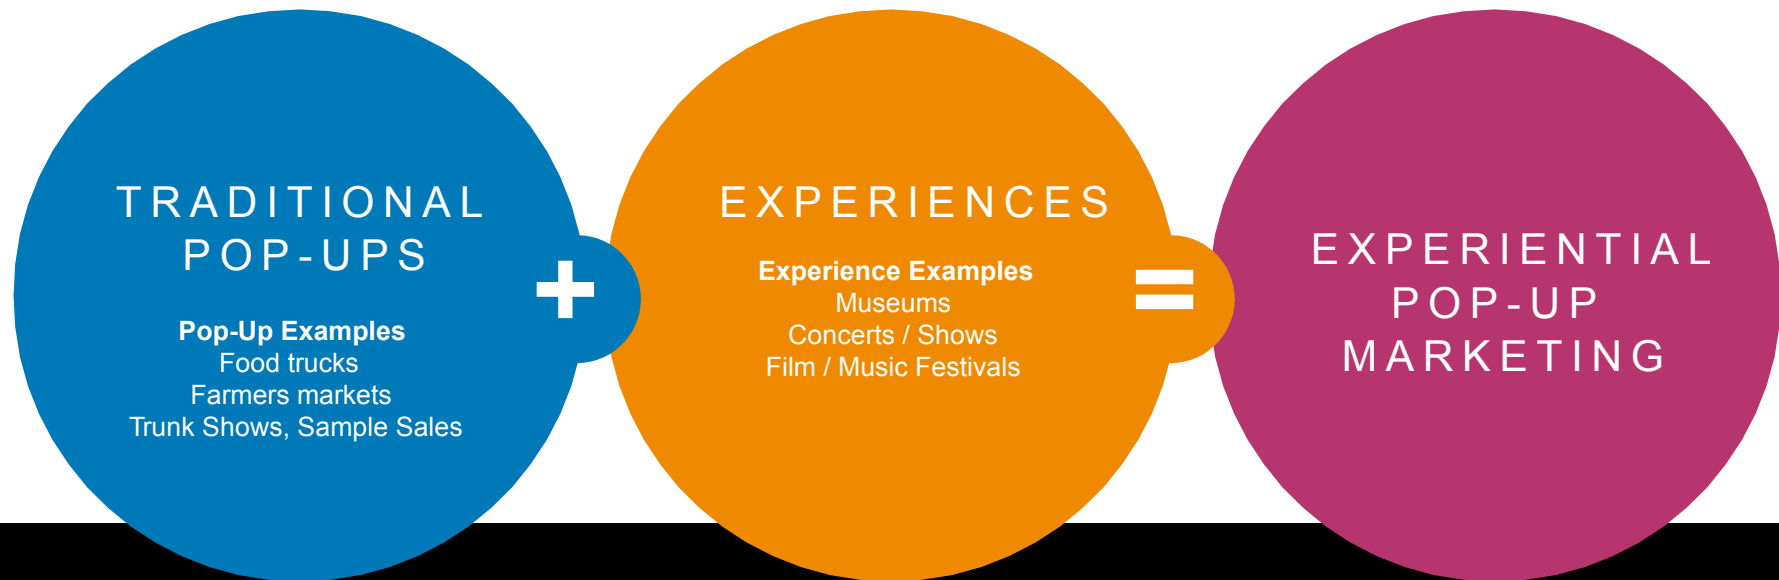 TRADITIONAL
POP-UPS
Pop-Up Examples
Food trucks
Farmers markets
Trunk Shows, Sample Sales
+
EXPERIENCES
Experience Examples
Museums
Concerts / Shows
Film / Music Festivals
=
EXPERIENTIAL
POP-UP
MARKETING